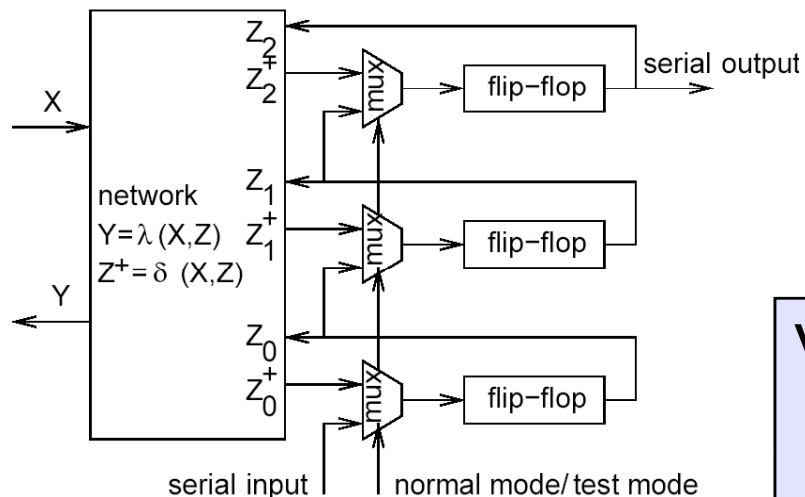 Z2
Z2+
mux
flip-flop
serial output
X
network
Y=λ (X,Z)
Z+=δ (X,Z)
Z1
Z1+
mux
flip-flop
Y
Z0
Z0+
mux
flip-flop
serial input
normal mode/ test mode